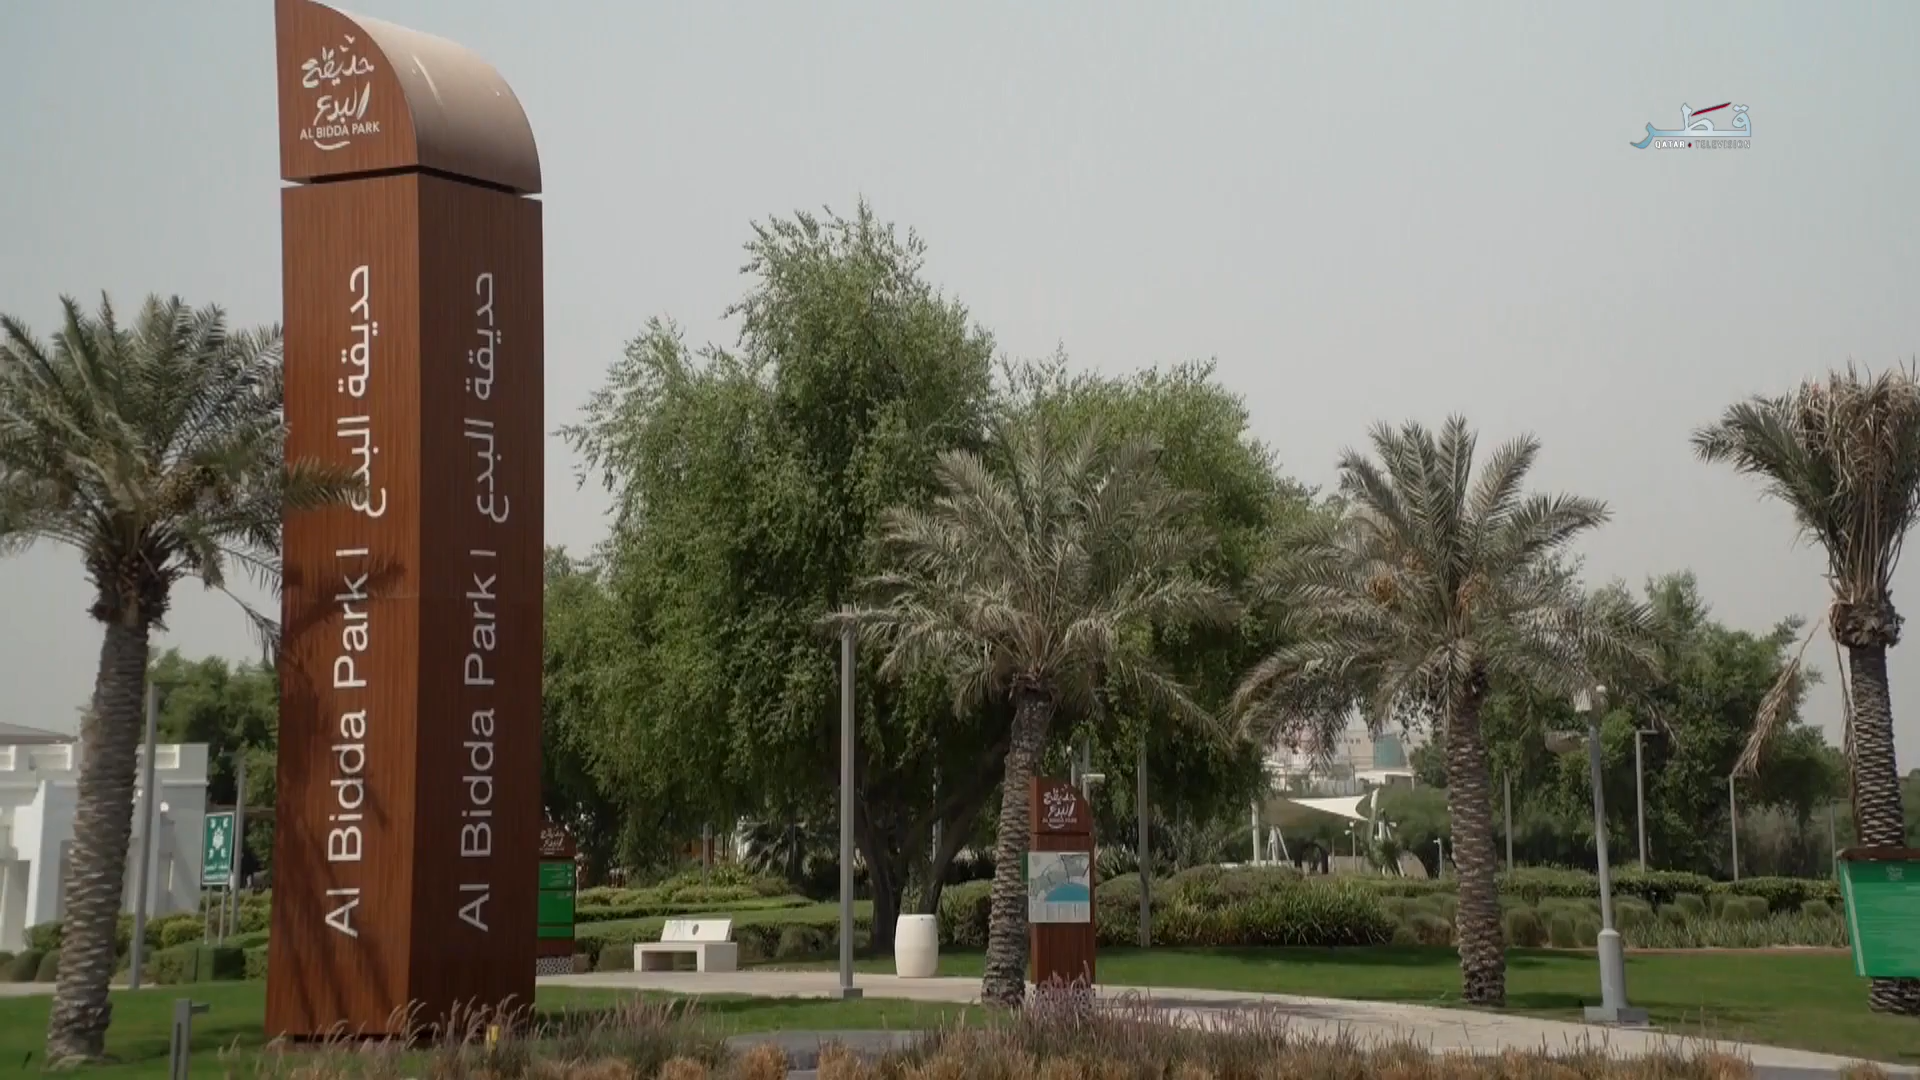 حديقة
البدع
AL BIDDA PARK
Al Bidda Park | حديقة البدع
Al Bidda Park | حديقة البدع
قطر
QATAR TELEVISION
حديقة
البدع
AL BIDDA PARK